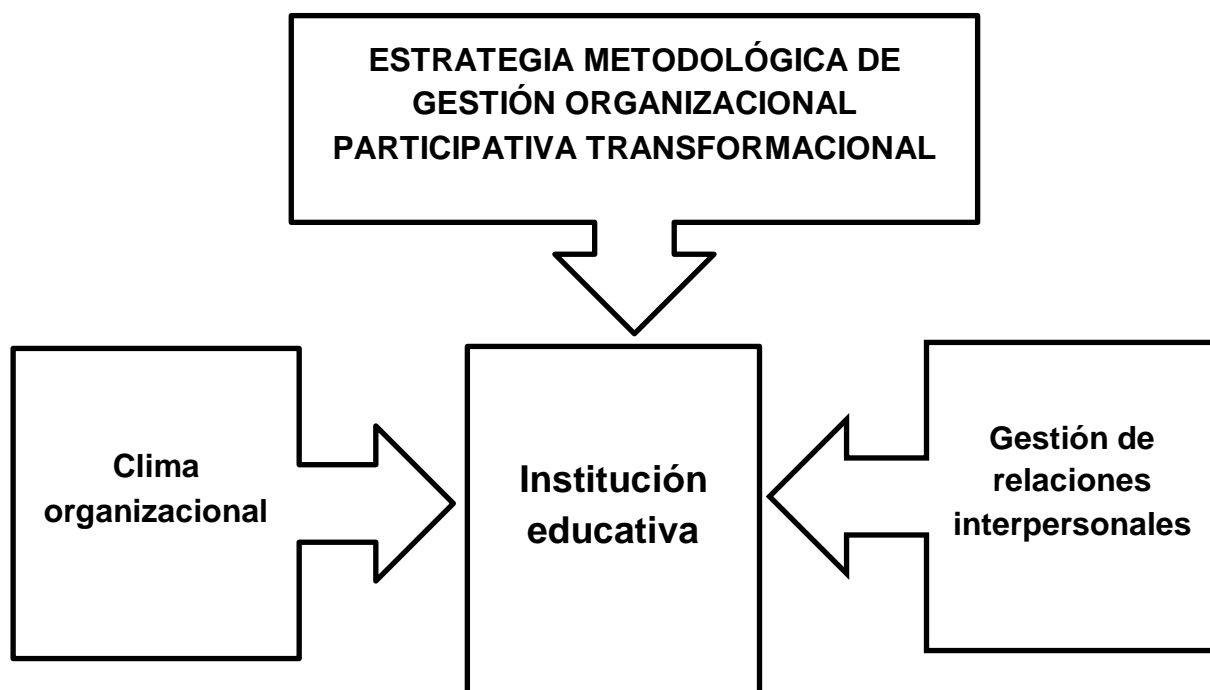 ESTRATEGIA METODOLÓGICA DE
GESTIÓN ORGANIZACIONAL
PARTICIPATIVA TRANSFORMACIONAL
Clima
organizacional
Institución
educativa
Gestión de
relaciones
interpersonales